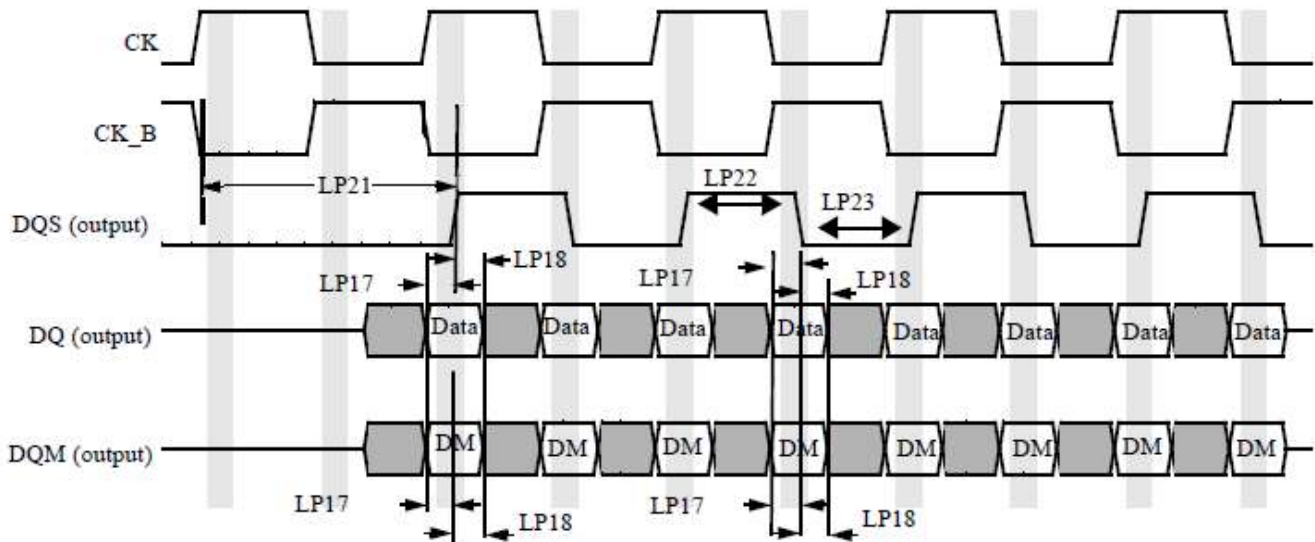 CK
CK_B
LP21
LP22
DQS (output)
LP23
LP18
LP17
LP17
LP18
DQ (output)
Data Data Data Data Data Data Data Data
DQM (output)
DM DM DM DM DM DM DM DM
LP17
LP17
LP18
LP18